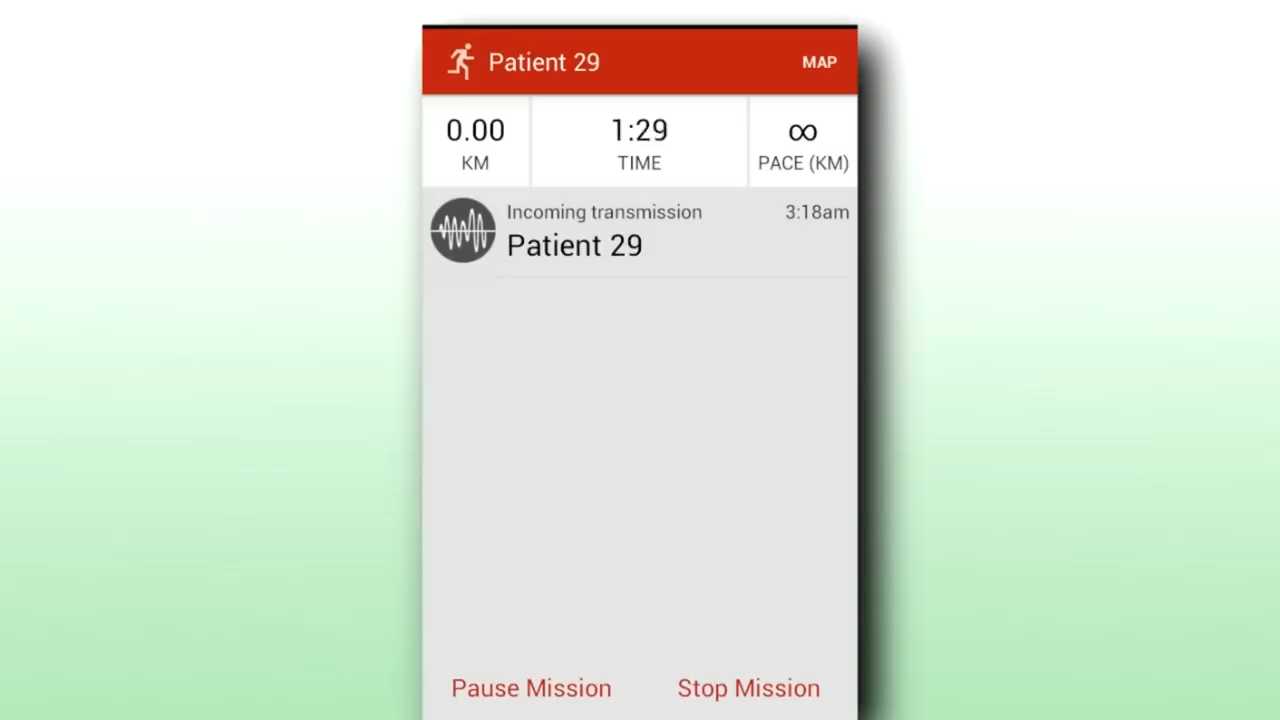 Patient 29
MAP
0.00
KM
1:29
TIME
∞
PACE (KM)
Incoming transmission
3:18am
Patient 29
Pause Mission
Stop Mission